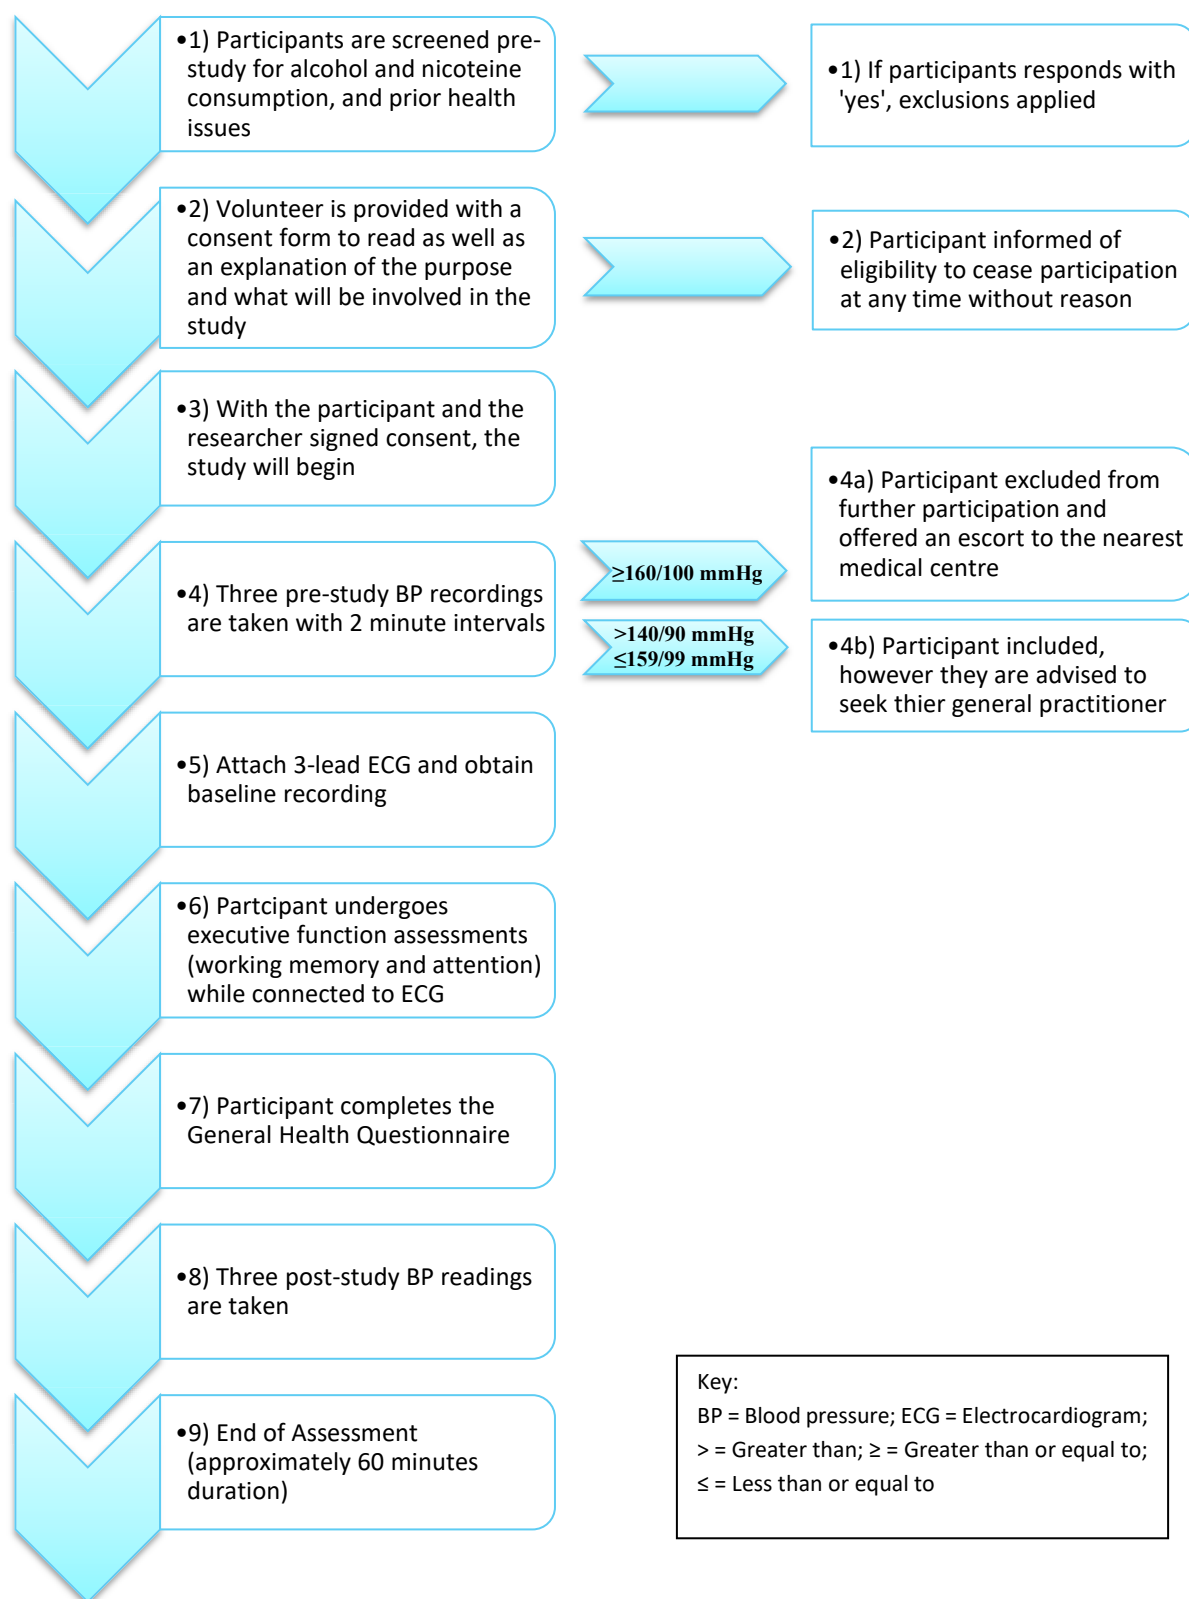 •1) Participants are screened pre-
study for alcohol and nicoteine
consumption, and prior health
issues
•1) If participants responds with
'yes', exclusions applied
•2) Volunteer is provided with a
consent form to read as well as
an explanation of the purpose
and what will be involved in the
study
•2) Participant informed of
eligibility to cease participation
at any time without reason
•3) With the participant and the
researcher signed consent, the
study will begin
•4) Three pre-study BP recordings
are taken with 2 minute intervals
≥160/100 mmHg
•4a) Participant excluded from
further participation and
offered an escort to the nearest
medical centre
>140/90 mmHg
≤159/99 mmHg
•4b) Participant included,
however they are advised to
seek thier general practitioner
•5) Attach 3-lead ECG and obtain
baseline recording
•6) Partcipant undergoes
executive function assessments
(working memory and attention)
while connected to ECG
•7) Participant completes the
General Health Questionnaire
•8) Three post-study BP readings
are taken
•9) End of Assessment
(approximately 60 minutes
duration)
Key:
BP = Blood pressure; ECG = Electrocardiogram;
> = Greater than; ≥ = Greater than or equal to;
≤ = Less than or equal to